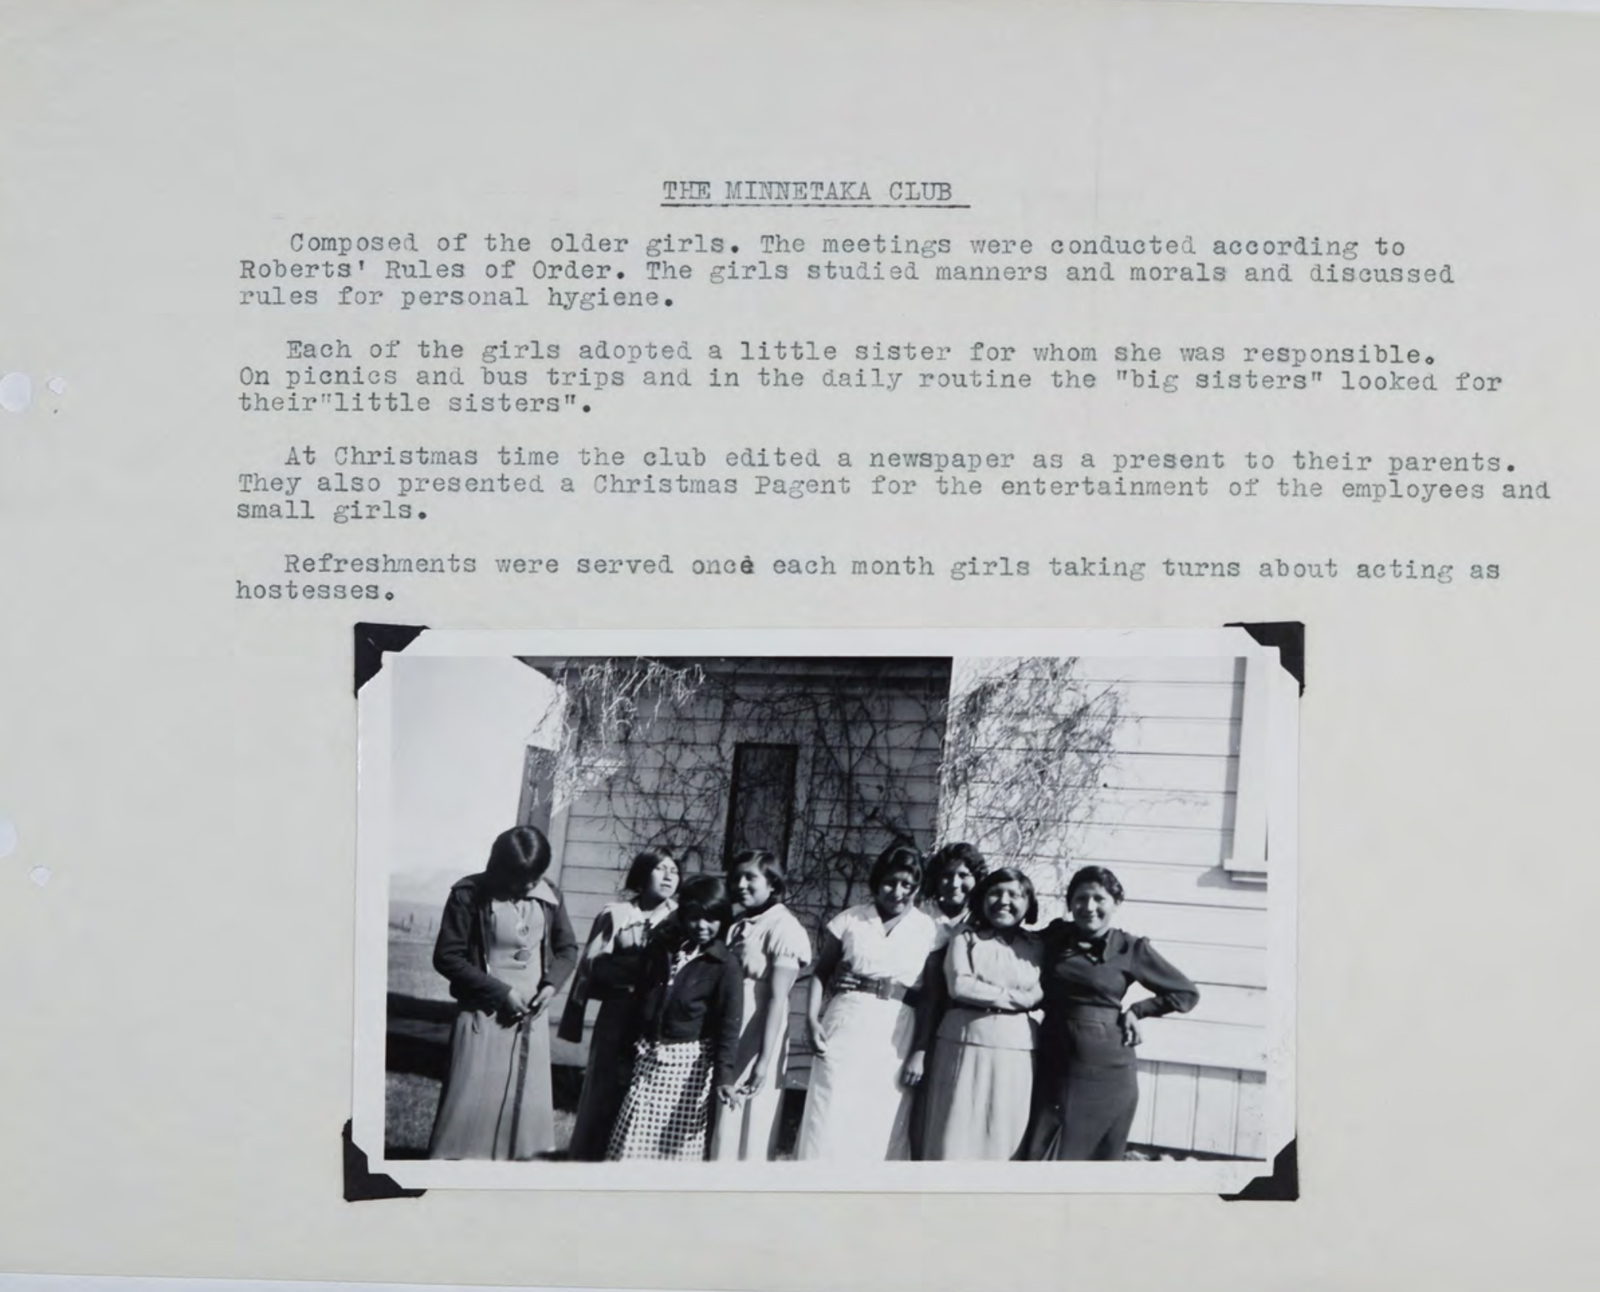 THE MINNETAKA CLUB
Composed of the older girls. The meetings were conducted according to
Roberts' Rules of Order. The girls studied manners and morals and discussed
rules for personal hygiene.
Each of the girls adopted a little sister for whom she was responsible.
On picnics and bus trips and in the daily routine the "big sisters" looked for
their"little sisters".
At Christmas time the club edited a newspaper as a present to their parents.
They also presented a Christmas Pagent for the entertainment of the employees and
small girls.
Refreshments were served once each month girls taking turns about acting as
hostesses.